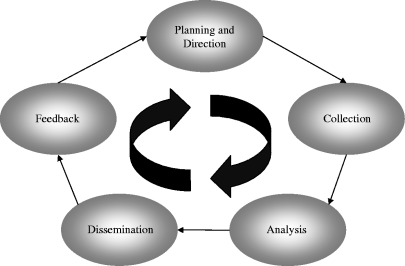 Planning and
Direction
Feedback
Collection
Dissemination
Analysis